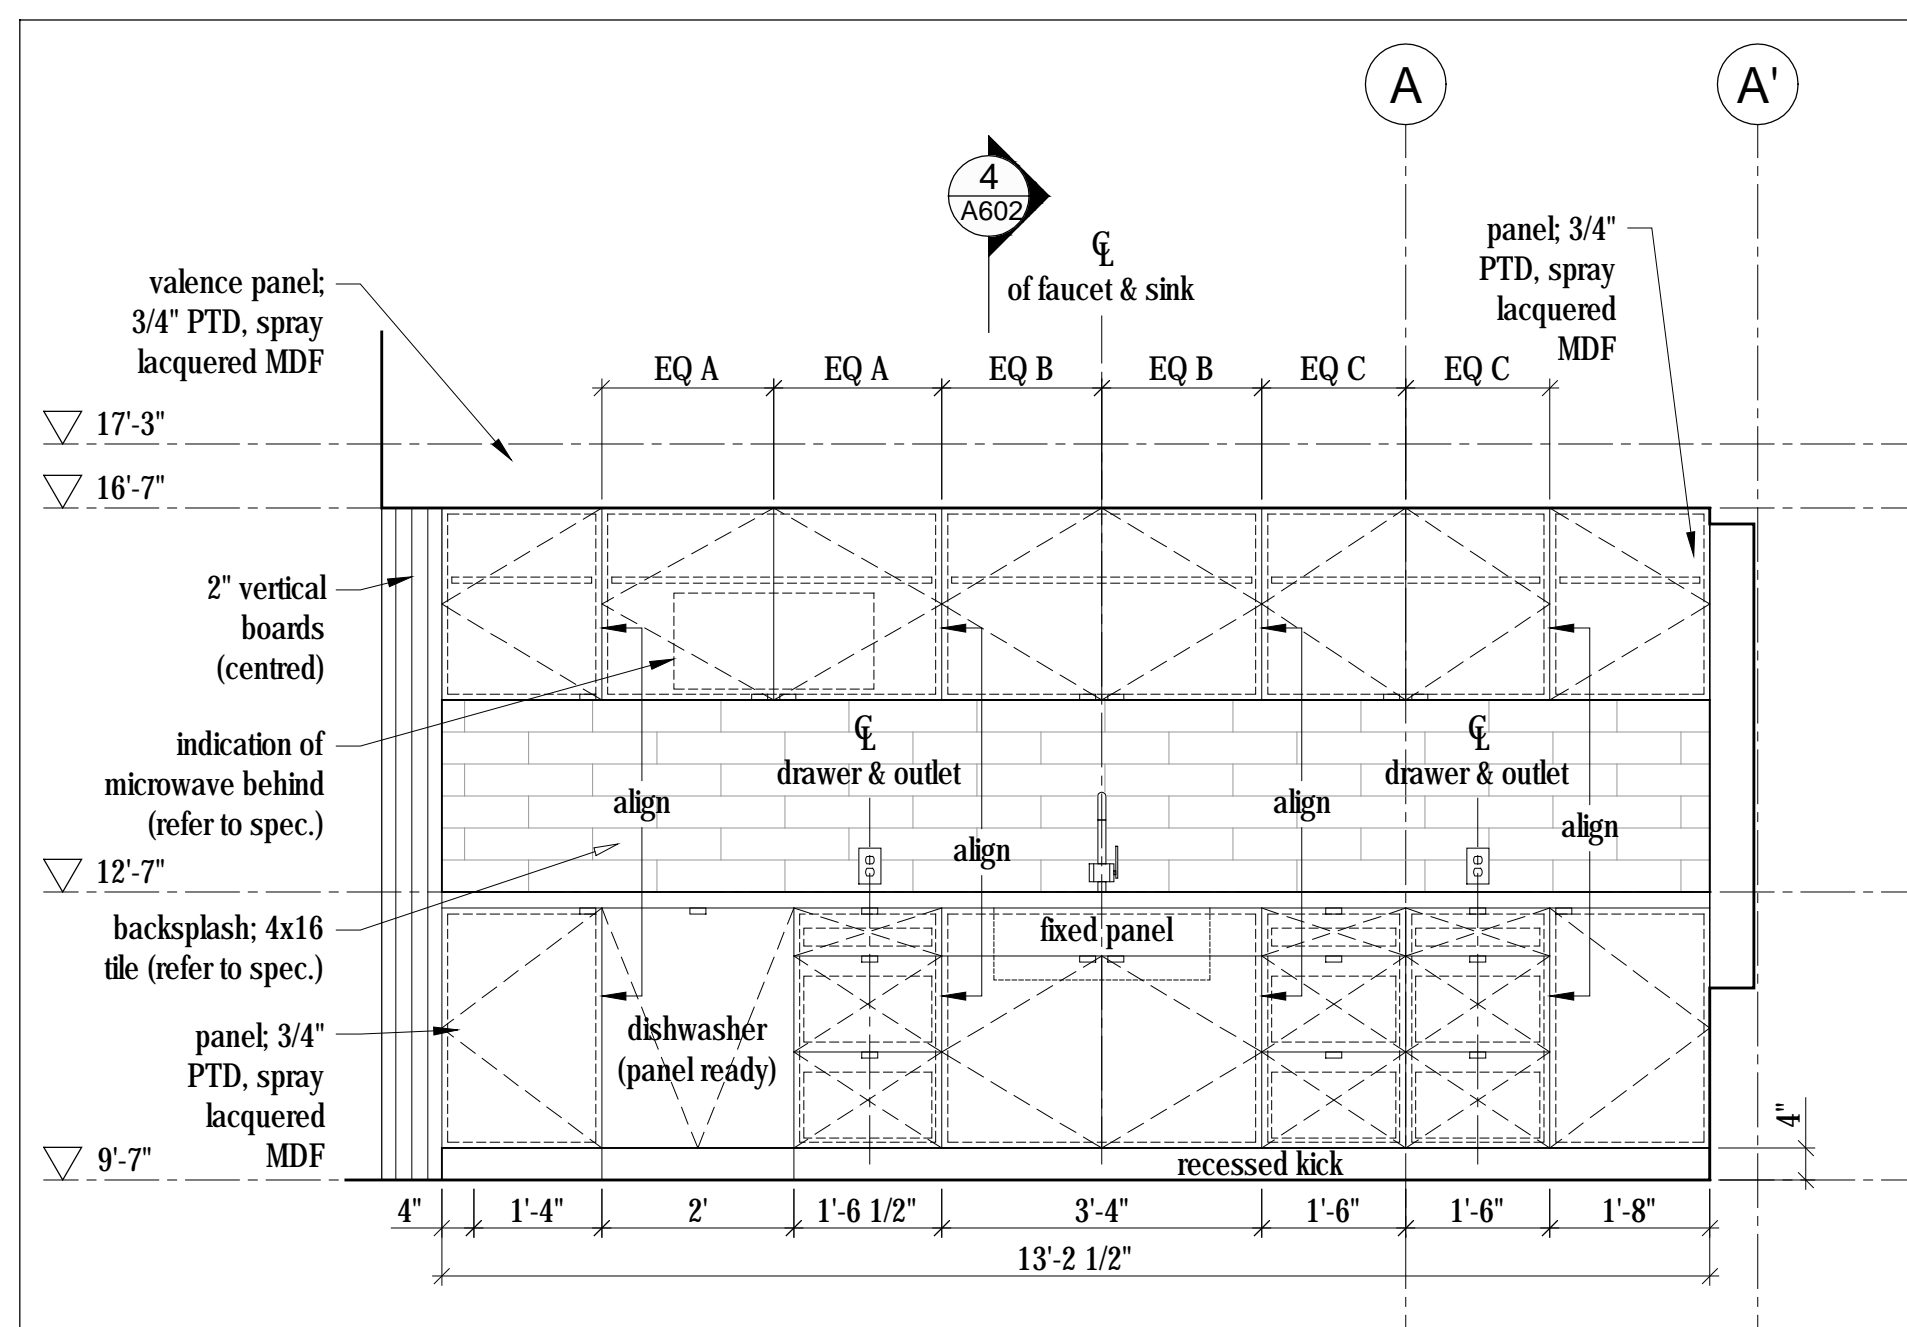 A
A'
4
A602
℄
of faucet & sink
panel; 3/4"
PTD, spray
lacquered
MDF
valence panel;
3/4" PTD, spray
lacquered MDF
EQ A
EQ A
EQ B
EQ B
EQ C
EQ C
17'-3"
16'-7"
2" vertical
boards
(centred)
indication of
microwave behind
(refer to spec.)
℄
drawer & outlet
℄
drawer & outlet
align
align
align
align
12'-7"
backsplash; 4x16
tile (refer to spec.)
fixed panel
dishwasher
(panel ready)
panel; 3/4"
PTD, spray
lacquered
MDF
9'-7"
recessed kick
4"
4"
1'-4"
2'
1'-6 1/2"
3'-4"
1'-6"
1'-6"
1'-8"
13'-2 1/2"